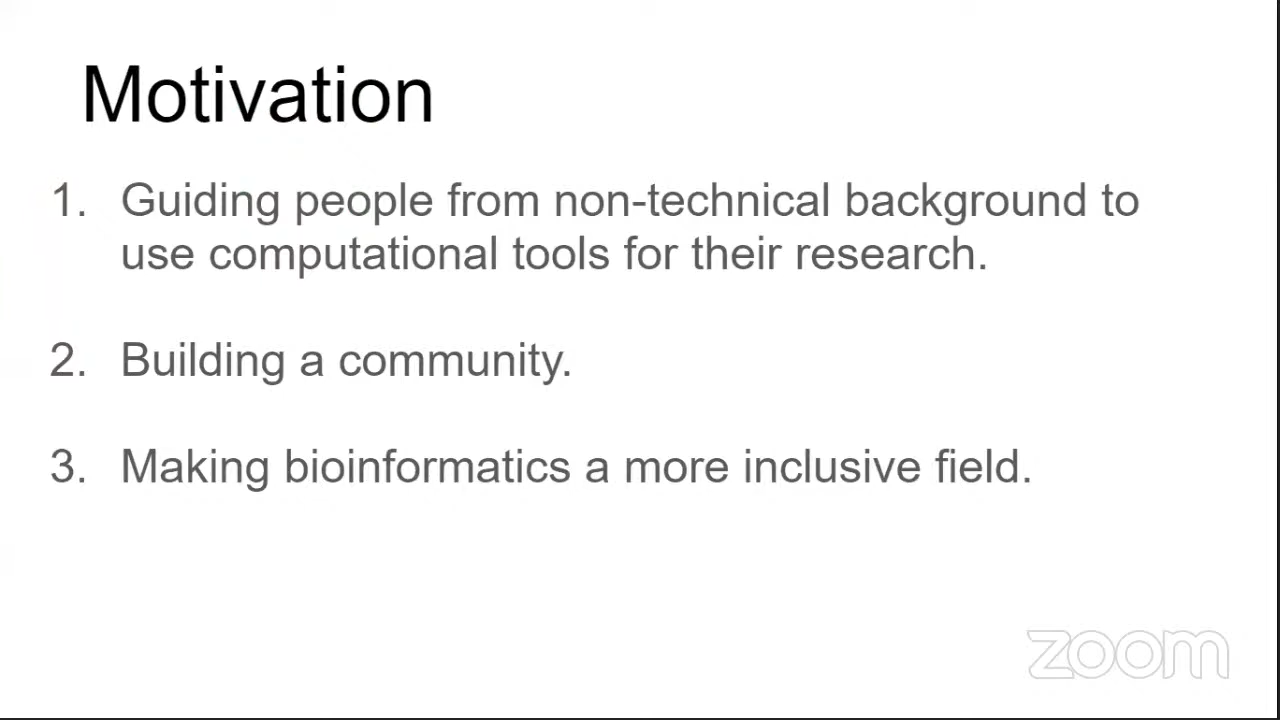 Motivation
1. Guiding people from non-technical background to
use computational tools for their research.
2. Building a community.
3. Making bioinformatics a more inclusive field.
zoom